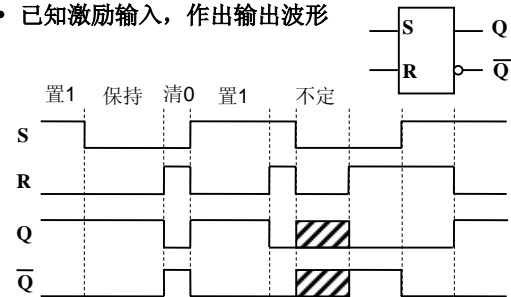 • 已知激励输入，作出输出波形
S Q
R Q̅
置1 保持 清0 置1 不定
S
R
Q
Q̅